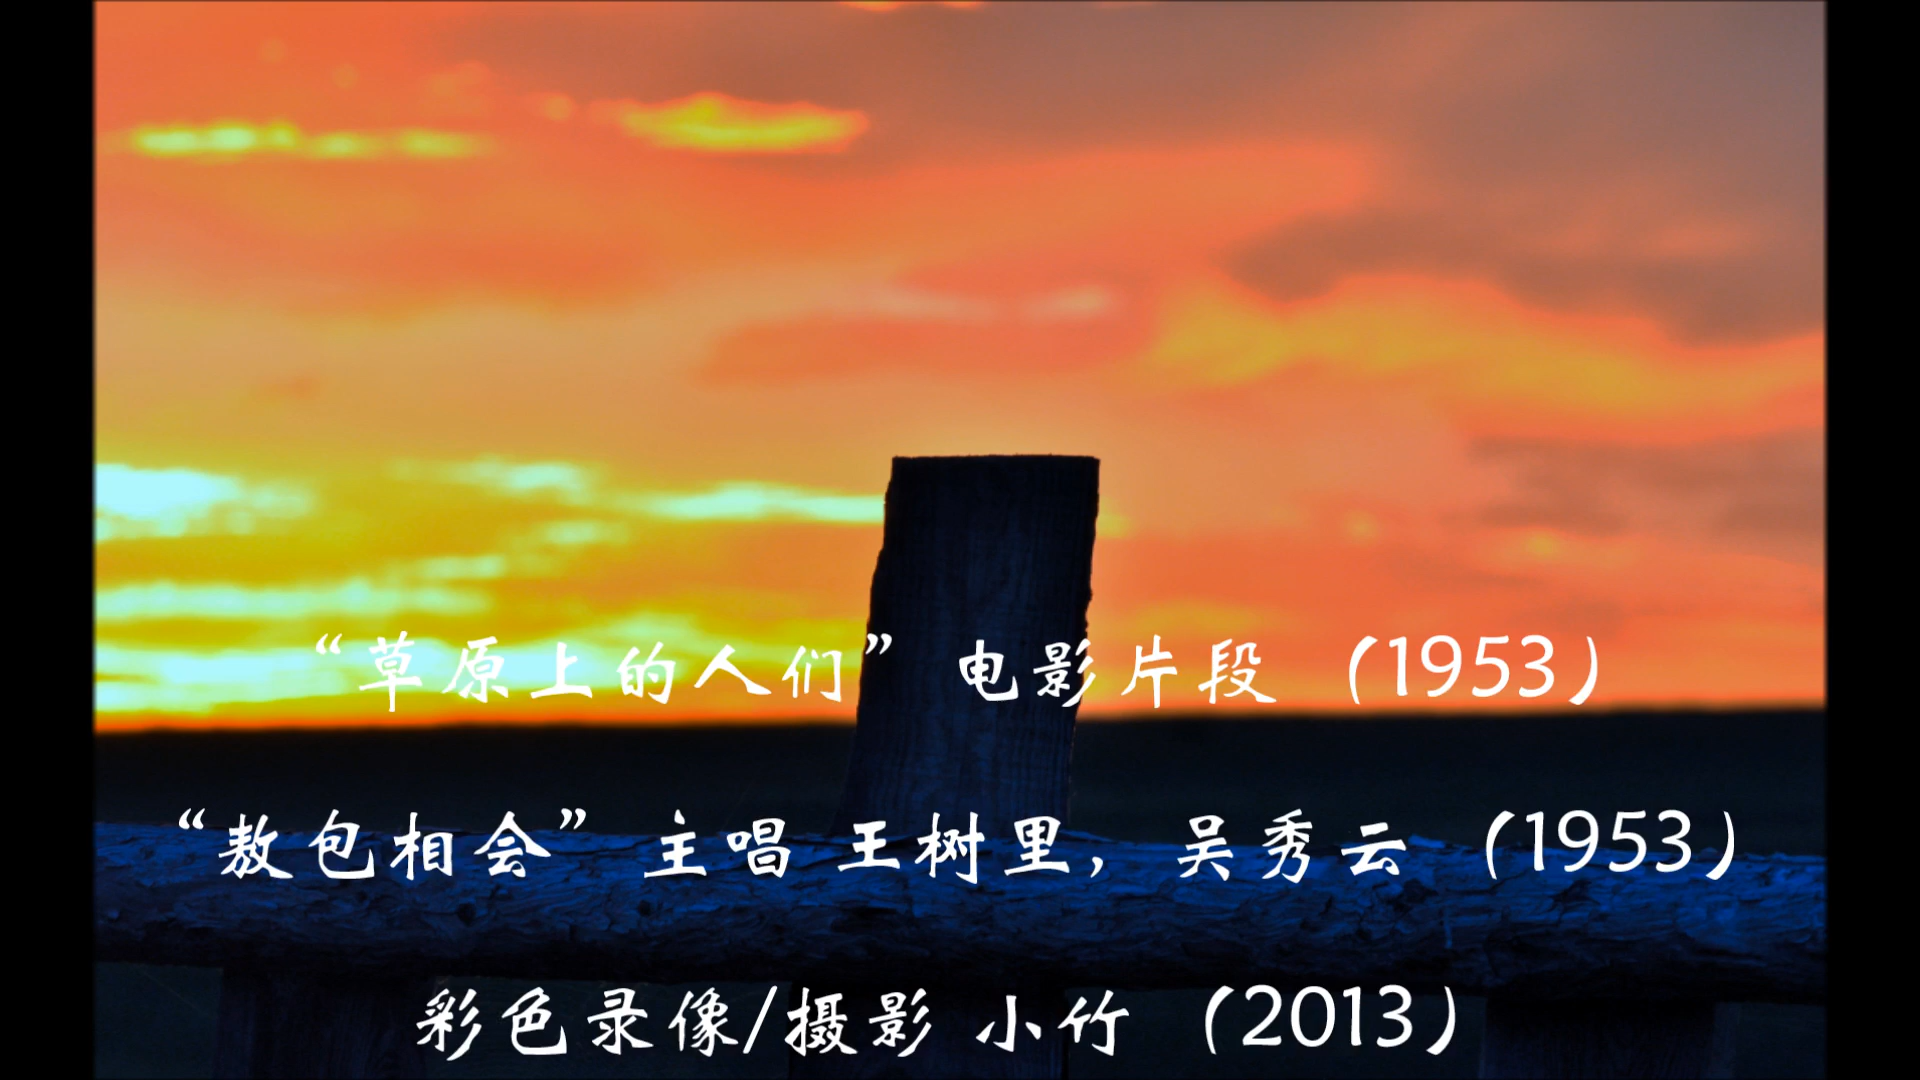 “草原上的人们” 电影片段 (1953)
“敖包相会” 主唱 王树里, 吴秀云 (1953)
彩色录像/摄影 小竹 (2013)